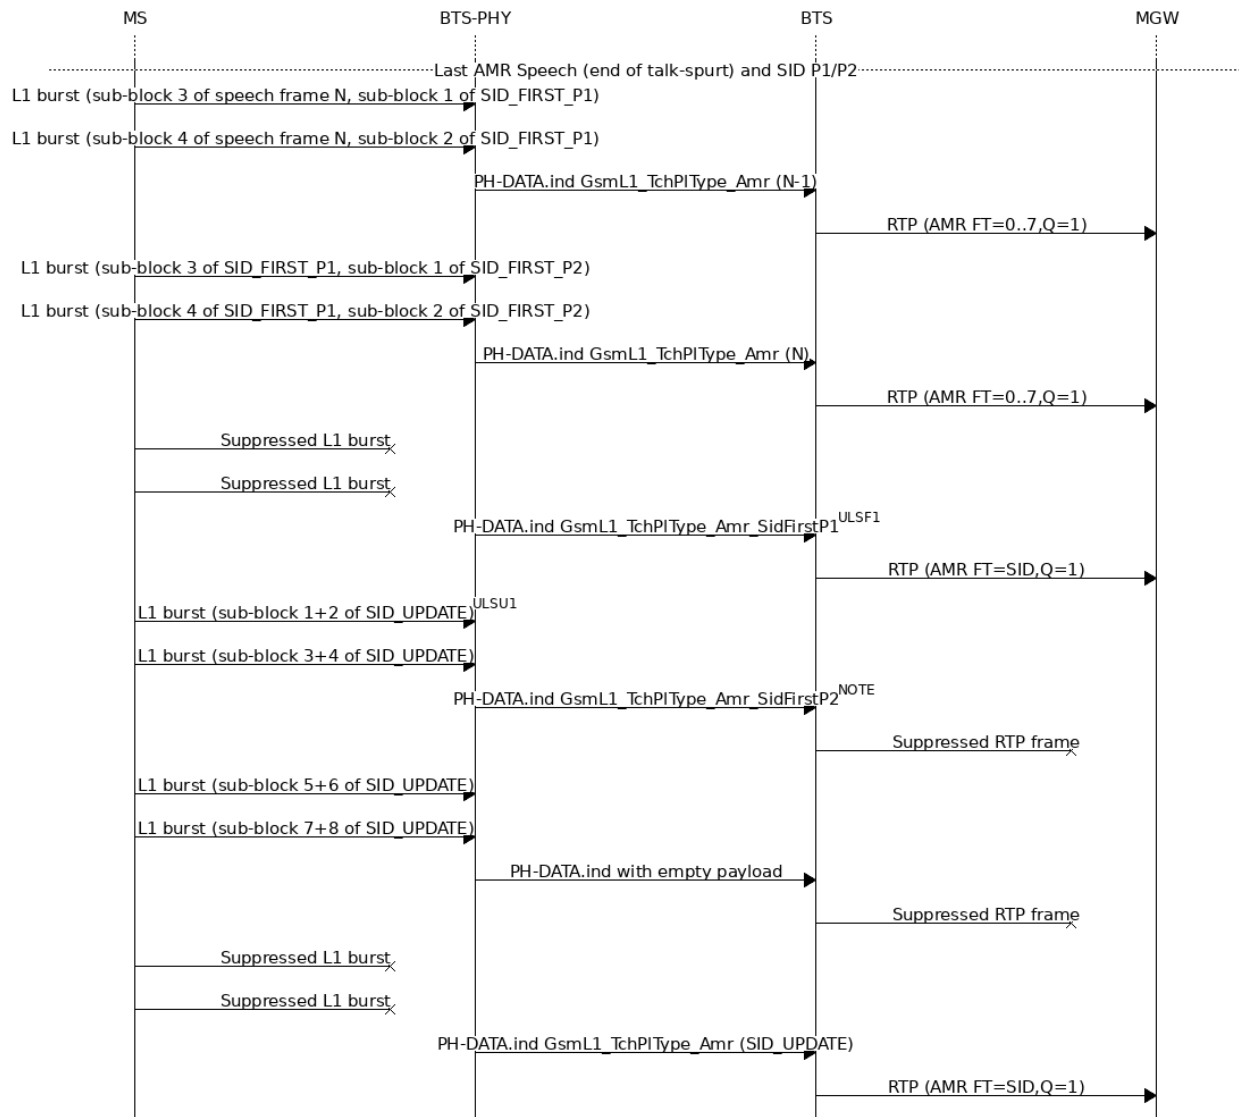 MS BTS-PHY BTS MGW
Last AMR Speech (end of talk-spurt) and SID P1/P2
L1 burst (sub-block 3 of speech frame N, sub-block 1 of SID_FIRST_P1)
L1 burst (sub-block 4 of speech frame N, sub-block 2 of SID_FIRST_P1)
PH-DATA.ind GsmL1_TchPlType_Amr (N-1)
RTP (AMR FT=0..7,Q=1)
L1 burst (sub-block 3 of SID_FIRST_P1, sub-block 1 of SID_FIRST_P2)
L1 burst (sub-block 4 of SID_FIRST_P1, sub-block 2 of SID_FIRST_P2)
PH-DATA.ind GsmL1_TchPlType_Amr (N)
RTP (AMR FT=0..7,Q=1)
Suppressed L1 burst
Suppressed L1 burst
PH-DATA.ind GsmL1_TchPlType_Amr_SidFirstP1 ULSF1
RTP (AMR FT=SID,Q=1)
L1 burst (sub-block 1+2 of SID_UPDATE) ULSU1
L1 burst (sub-block 3+4 of SID_UPDATE)
PH-DATA.ind GsmL1_TchPlType_Amr_SidFirstP2 NOTE
Suppressed RTP frame
L1 burst (sub-block 5+6 of SID_UPDATE)
L1 burst (sub-block 7+8 of SID_UPDATE)
PH-DATA.ind with empty payload
Suppressed RTP frame
Suppressed L1 burst
Suppressed L1 burst
PH-DATA.ind GsmL1_TchPlType_Amr (SID_UPDATE)
RTP (AMR FT=SID,Q=1)